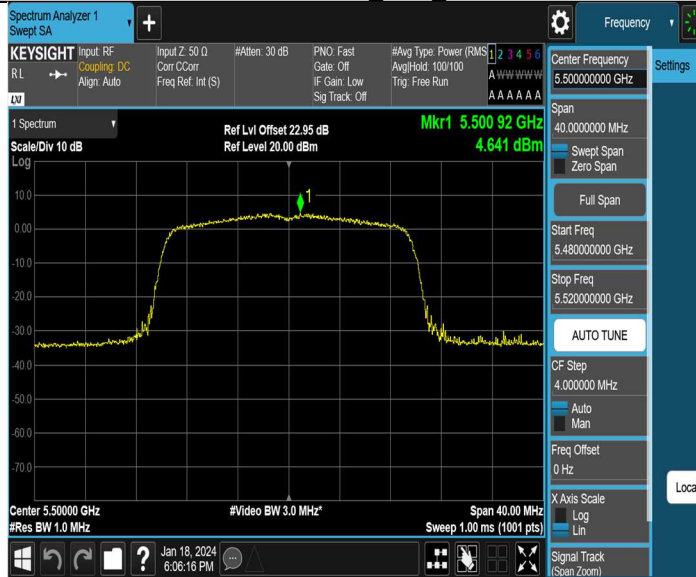 Spectrum Analyzer 1
Swept SA
+
Frequency
KEYSIGHT
RL
LXI
Input: RF
Coupling: DC
Align: Auto
Input Z: 50 Ω
Corr CCorr
Freq Ref: Int (S)
#Atten: 30 dB
PNO: Fast
Gate: Off
IF Gain: Low
Sig Track: Off
#Avg Type: Power (RMS
Avg|Hold: 100/100
Trig: Free Run
1 2 3 4 5 6
A W W W W W
A A A A A A
1 Spectrum
Scale/Div 10 dB
Log
Ref Lvl Offset 22.95 dB
Ref Level 20.00 dBm
Mkr1 5.500 92 GHz
4.641 dBm
1
10.0
0.00
-10.0
-20.0
-30.0
-40.0
-50.0
-60.0
-70.0
Center 5.50000 GHz
#Res BW 1.0 MHz
#Video BW 3.0 MHz*
Span 40.00 MHz
Sweep 1.00 ms (1001 pts)
?
Jan 18, 2024
6:06:16 PM
Center Frequency
5.500000000 GHz
Span
40.0000000 MHz
Swept Span
Zero Span
Full Span
Start Freq
5.480000000 GHz
Stop Freq
5.520000000 GHz
AUTO TUNE
CF Step
4.000000 MHz
Auto
Man
Freq Offset
0 Hz
X Axis Scale
Log
Lin
Signal Track
(Span Zoom)
Settings
Loca